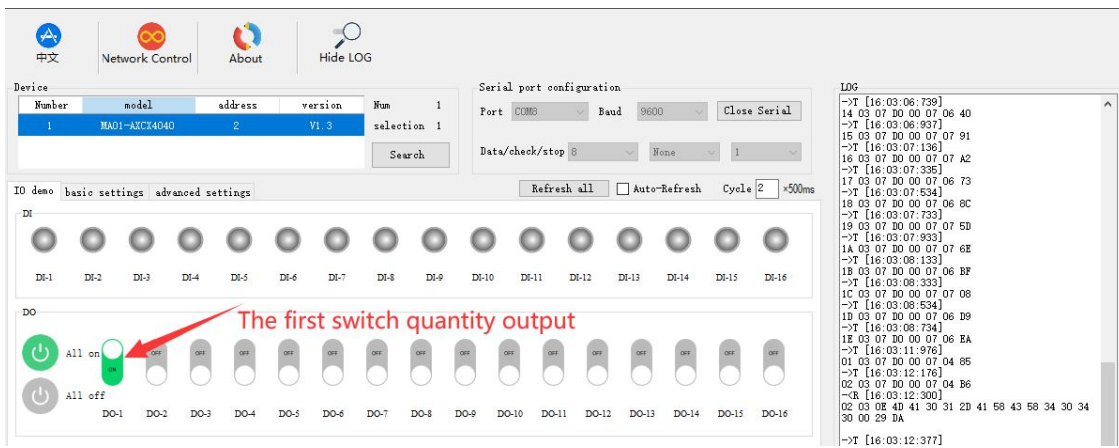 中文
Network Control
About
Hide LOG
Device
Number model address version
1 MA01-AXCX4040 2 V1.3
Num 1
selection 1
Search
Serial port configuration
Port COM8 Baud 9600 Close Serial
Data/check/stop 8 None 1
IO demo basic settings advanced settings
Refresh all Auto-Refresh Cycle 2 ×500ms
DI
DI-1 DI-2 DI-3 DI-4 DI-5 DI-6 DI-7 DI-8 DI-9 DI-10 DI-11 DI-12 DI-13 DI-14 DI-15 DI-16
DO
The first switch quantity output
All on
ON OFF OFF OFF OFF OFF OFF OFF OFF OFF OFF OFF OFF OFF OFF OFF
All off
DO-1 DO-2 DO-3 DO-4 DO-5 DO-6 DO-7 DO-8 DO-9 DO-10 DO-11 DO-12 DO-13 DO-14 DO-15 DO-16
LOG
->T [16:03:06:739]
14 03 07 D0 00 07 06 40
->T [16:03:06:937]
15 03 07 D0 00 07 07 91
->T [16:03:07:136]
16 03 07 D0 00 07 07 A2
->T [16:03:07:335]
17 03 07 D0 00 07 06 73
->T [16:03:07:534]
18 03 07 D0 00 07 06 8C
->T [16:03:07:733]
19 03 07 D0 00 07 07 5D
->T [16:03:07:933]
1A 03 07 D0 00 07 07 6E
->T [16:03:08:133]
1B 03 07 D0 00 07 06 BF
->T [16:03:08:333]
1C 03 07 D0 00 07 07 08
->T [16:03:08:534]
1D 03 07 D0 00 07 06 D9
->T [16:03:08:734]
1E 03 07 D0 00 07 06 EA
->T [16:03:11:976]
01 03 07 D0 00 07 04 85
->T [16:03:12:176]
02 03 07 D0 00 07 04 B6
-<R [16:03:12:300]
02 03 0E 4D 41 30 31 2D 41 58 43 58 34 30 34
30 00 29 DA
->T [16:03:12:377]